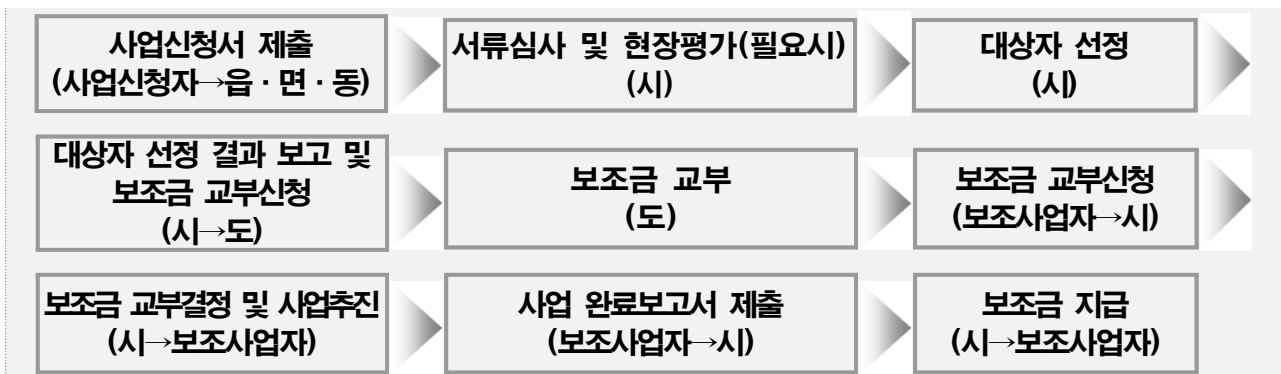 사업신청서 제출
(사업신청자→읍·면·동)
서류심사 및 현장평가(필요시)
(시)
대상자 선정
(시)
대상자 선정 결과 보고 및
보조금 교부신청
(시→도)
보조금 교부
(도)
보조금 교부신청
(보조사업자→시)
보조금 교부결정 및 사업추진
(시→보조사업자)
사업 완료보고서 제출
(보조사업자→시)
보조금 지급
(시→보조사업자)